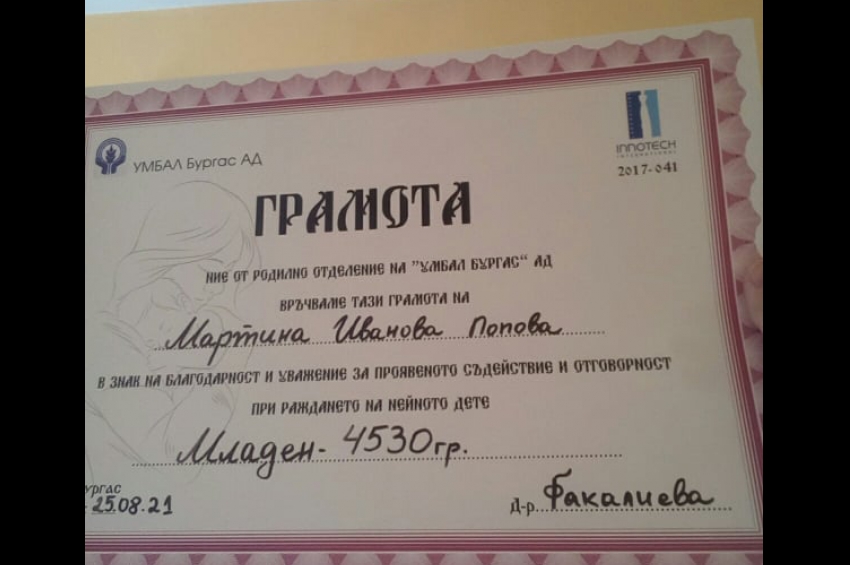 УМБАЛ Бургас АД
INNOTECH
INTERNATIONAL
2017-041
ГРАМОТА
НИЕ ОТ РОДИЛНО ОТДЕЛЕНИЕ НА "УМБАЛ БУРГАС" АД
ВРЪЧВАМЕ ТАЗИ ГРАМОТА НА
Мартина Иванова Попова
В ЗНАК НА БЛАГОДАРНОСТ И УВАЖЕНИЕ ЗА ПРОЯВЕНОТО СЪДЕЙСТВИЕ И ОТГОВОРНОСТ
ПРИ РАЖДАНЕТО НА НЕЙНОТО ДЕТЕ
Младен - 4530гр.
ургас
25.08.21
Д-р Факалиева